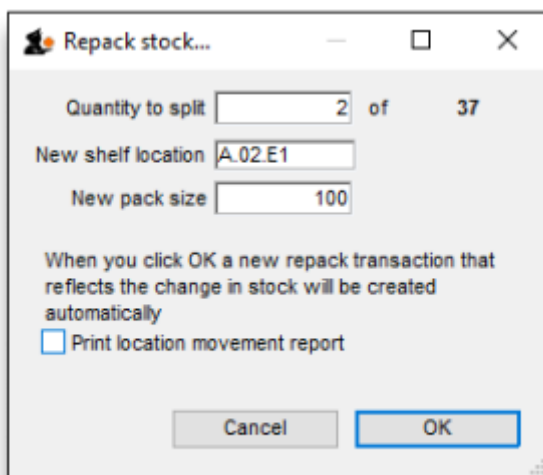 Repack stock...
Quantity to split 2 of 37
New shelf location A.02.E1
New pack size 100
When you click OK a new repack transaction that
reflects the change in stock will be created
automatically
Print location movement report
Cancel OK